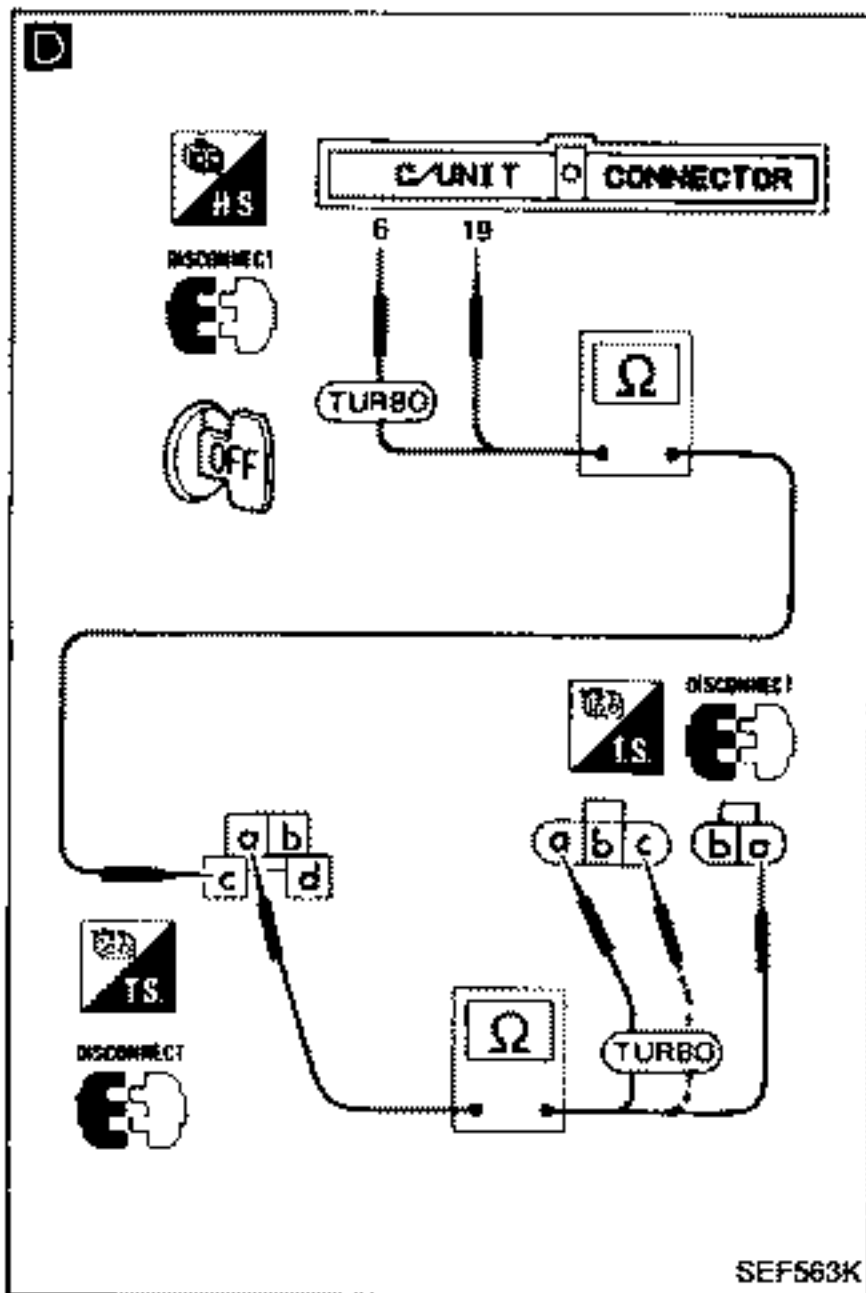 D
H.S.
C/UNIT CONNECTOR
6 19
DISCONNECT
Ω
TURBO
OFF
T.S.
DISCONNECT
a b
c d
a b c
b a
T.S.
DISCONNECT
Ω
TURBO
SEF563K